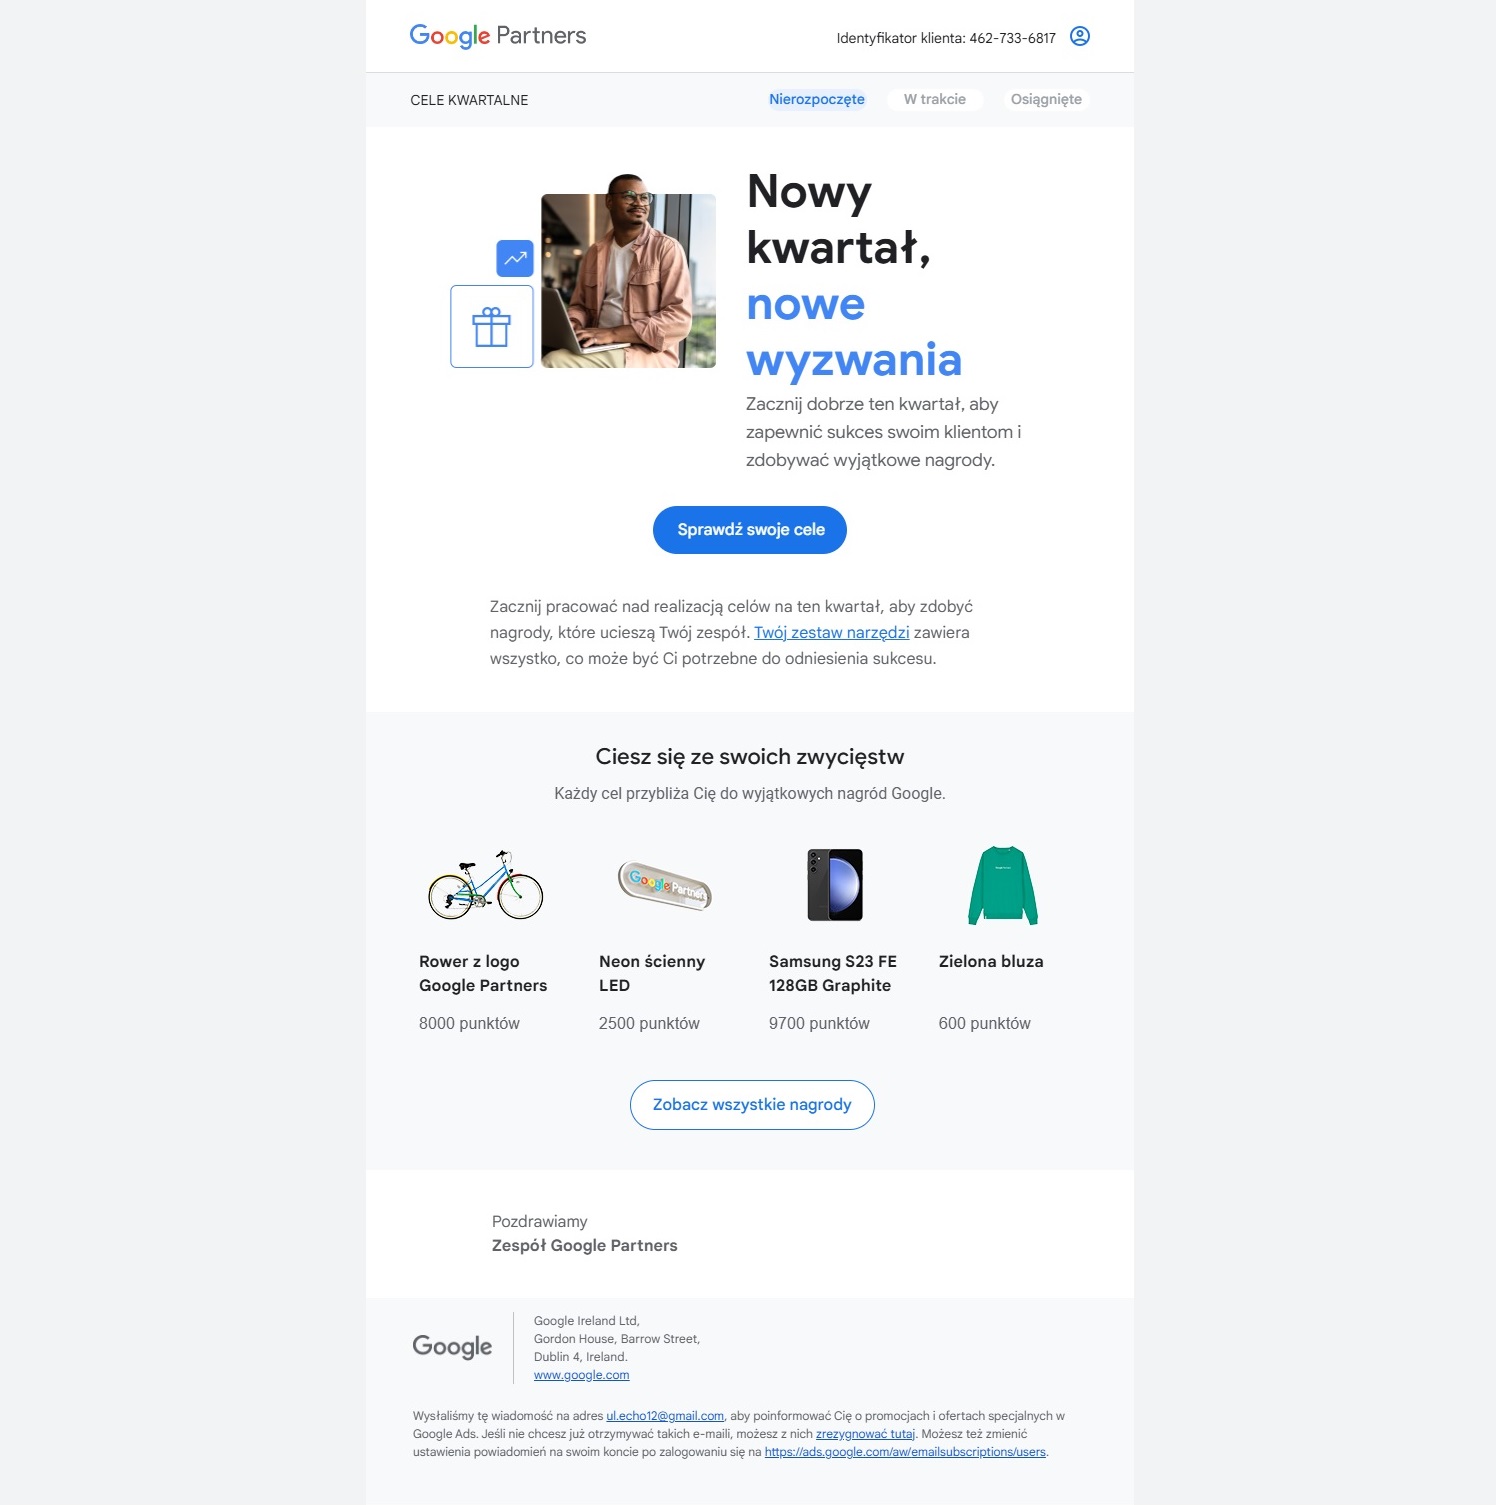 Google Partners
Identyfikator klienta: 462-733-6817
CELE KWARTALNE
Nierozpoczęte
W trakcie
Osiągnięte
Nowy
kwartał,
nowe
wyzwania
Zacznij dobrze ten kwartał, aby
zapewnić sukces swoim klientom i
zdobywać wyjątkowe nagrody.
Sprawdź swoje cele
Zacznij pracować nad realizacją celów na ten kwartał, aby zdobyć
nagrody, które ucieszą Twój zespół. Twój zestaw narzędzi zawiera
wszystko, co może być Ci potrzebne do odniesienia sukcesu.
Ciesz się ze swoich zwycięstw
Każdy cel przybliża Cię do wyjątkowych nagród Google.
Google Partner
Rower z logo
Google Partners
8000 punktów
Neon ścienny
LED
2500 punktów
Samsung S23 FE
128GB Graphite
9700 punktów
Zielona bluza
600 punktów
Zobacz wszystkie nagrody
Pozdrawiamy
Zespół Google Partners
Google
Google Ireland Ltd,
Gordon House, Barrow Street,
Dublin 4, Ireland.
www.google.com
Wysłaliśmy tę wiadomość na adres ul.echo12@gmail.com, aby poinformować Cię o promocjach i ofertach specjalnych w
Google Ads. Jeśli nie chcesz już otrzymywać takich e-maili, możesz z nich zrezygnować tutaj. Możesz też zmienić
ustawienia powiadomień na swoim koncie po zalogowaniu się na https://ads.google.com/aw/emailsubscriptions/users.